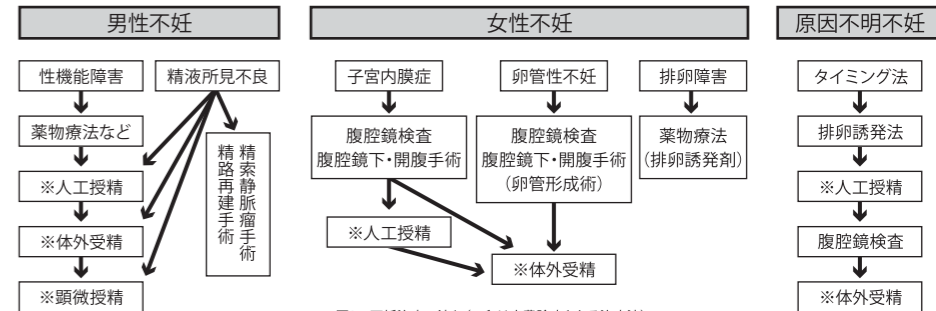 男性不妊
性機能障害
精液所見不良
薬物療法など
※人工授精
※体外受精
※顕微授精
精索静脈瘤手術
精路再建手術
女性不妊
子宮内膜症
腹腔鏡検査
腹腔鏡下・開腹手術
※人工授精
卵管性不妊
腹腔鏡検査
腹腔鏡下・開腹手術
(卵管形成術)
※体外受精
排卵障害
薬物療法
(排卵誘発剤)
原因不明不妊
タイミング法
排卵誘発法
※人工授精
腹腔鏡検査
※体外受精